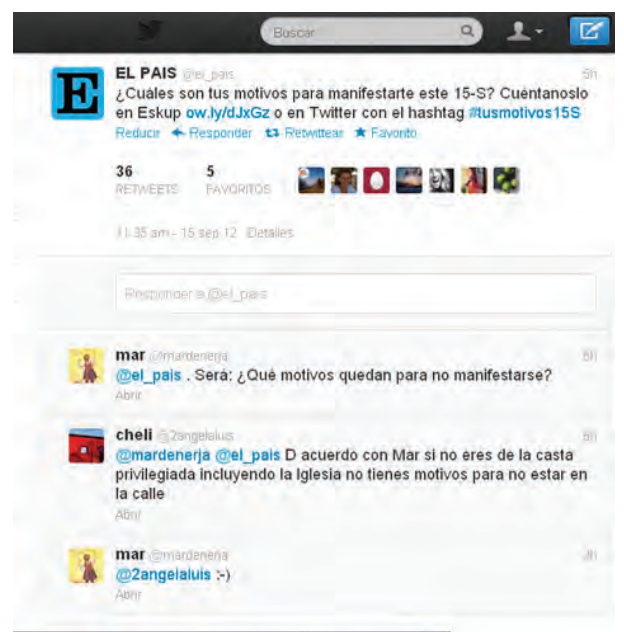 Buscar
EL PAIS @el_pais 5h
¿Cuáles son tus motivos para manifestarte este 15-S? Cuéntanoslo
en Eskup ow.ly/dJxGz o en Twitter con el hashtag #tusmotivos15S
Reducir Responder Retwittear Favorito
36 5
RETWEETS FAVORITOS
11:35 am - 15 sep 12 Detalles
Responder a @el_pais
mar @mardenerja
@el_pais . Será: ¿Qué motivos quedan para no manifestarse?
Abrir
cheli @2angelaluis
@mardenerja @el_pais D acuerdo con Mar si no eres de la casta
privilegiada incluyendo la Iglesia no tienes motivos para no estar en
la calle
Abrir
mar @mardenerja
@2angelaluis :-)
Abrir